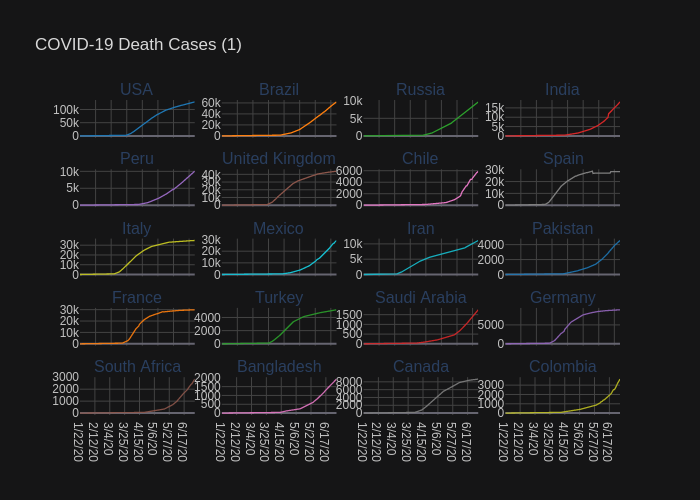 COVID-19 Death Cases (1)
USA Brazil Russia India
100k 50k 0 60k 40k 20k 0 10k 5k 0 15k 10k 5k 0
Peru United Kingdom Chile Spain
10k 5k 0 40k 30k 20k 10k 0 6000 4000 2000 0 30k 20k 10k 0
Italy Mexico Iran Pakistan
30k 20k 10k 0 30k 20k 10k 0 10k 5k 0 4000 2000 0
France Turkey Saudi Arabia Germany
30k 20k 10k 0 4000 2000 0 1500 1000 500 0 5000 0
South Africa Bangladesh Canada Colombia
3000 2000 1000 0 2000 1500 1000 500 0 8000 6000 4000 2000 0 3000 2000 1000 0
1/22/20 2/12/20 3/4/20 3/25/20 4/15/20 5/6/20 5/27/20 6/17/20 1/22/20 2/12/20 3/4/20 3/25/20 4/15/20 5/6/20 5/27/20 6/17/20 1/22/20 2/12/20 3/4/20 3/25/20 4/15/20 5/6/20 5/27/20 6/17/20 1/22/20 2/12/20 3/4/20 3/25/20 4/15/20 5/6/20 5/27/20 6/17/20